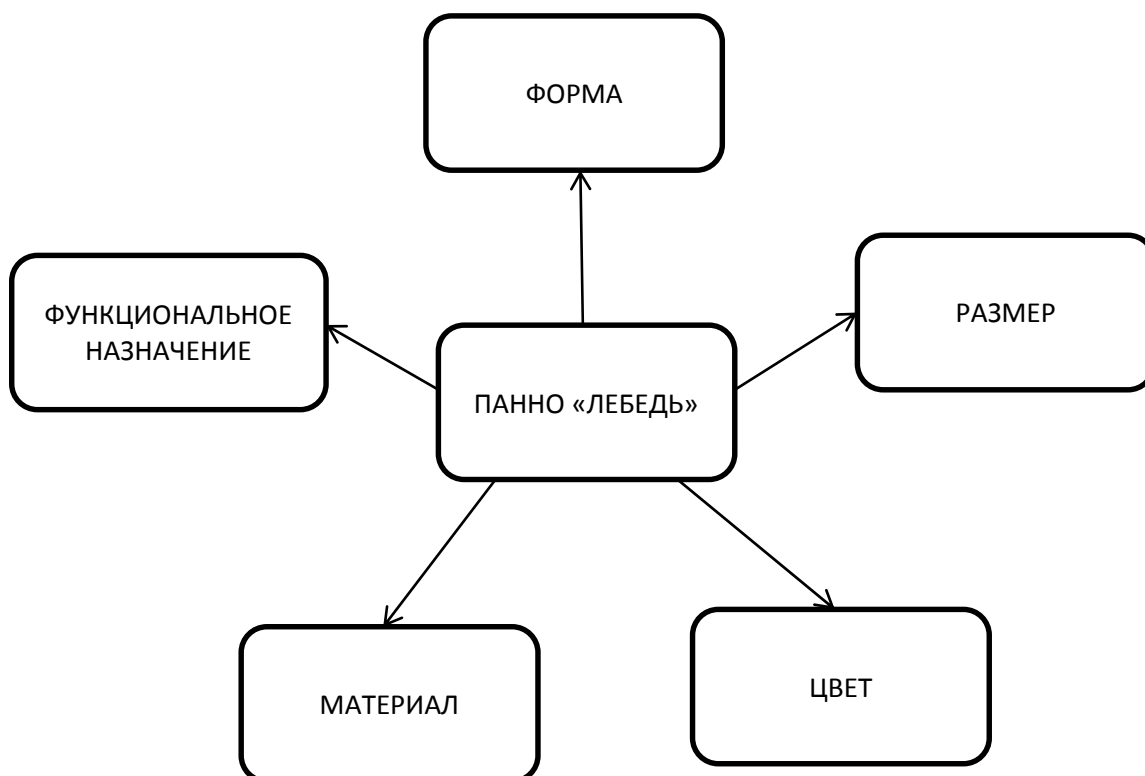 ФОРМА
ФУНКЦИОНАЛЬНОЕ
НАЗНАЧЕНИЕ
РАЗМЕР
ПАННО «ЛЕБЕДЬ»
МАТЕРИАЛ
ЦВЕТ